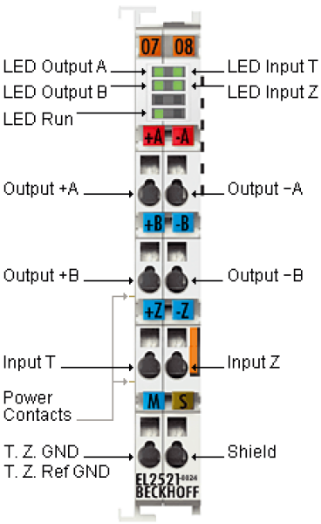 07 08
LED Output A
LED Input T
LED Output B
LED Input Z
LED Run
+A -A
Output +A
Output –A
+B -B
Output +B
Output –B
+Z -Z
Input T
Input Z
Power
Contacts
M S
T. Z. GND
T. Z. Ref GND
Shield
EL2521-0024
BECKHOFF